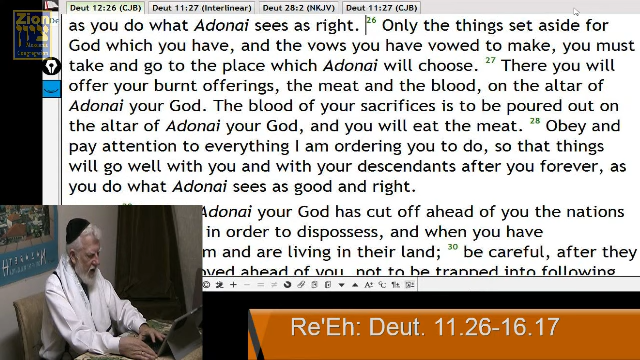 Zion
Messianic
Congregation
Deut 12:26 (CJB) Deut 11:27 (Interlinear) Deut 28:2 (NKJV) Deut 11:27 (CJB)
as you do what Adonai sees as right. 26 Only the things set aside for
God which you have, and the vows you have vowed to make, you must
take and go to the place which Adonai will choose. 27 There you will
offer your burnt offerings, the meat and the blood, on the altar of
Adonai your God. The blood of your sacrifices is to be poured out on
the altar of Adonai your God, and you will eat the meat. 28 Obey and
pay attention to everything I am ordering you to do, so that things
will go well with you and with your descendants after you forever, as
you do what Adonai sees as good and right.
Adonai your God has cut off ahead of you the nations
in order to dispossess, and when you have
m and are living in their land; 30 be careful, after they
oved ahead of you, not to be trapped into following
Re'Eh: Deut. 11.26-16.17